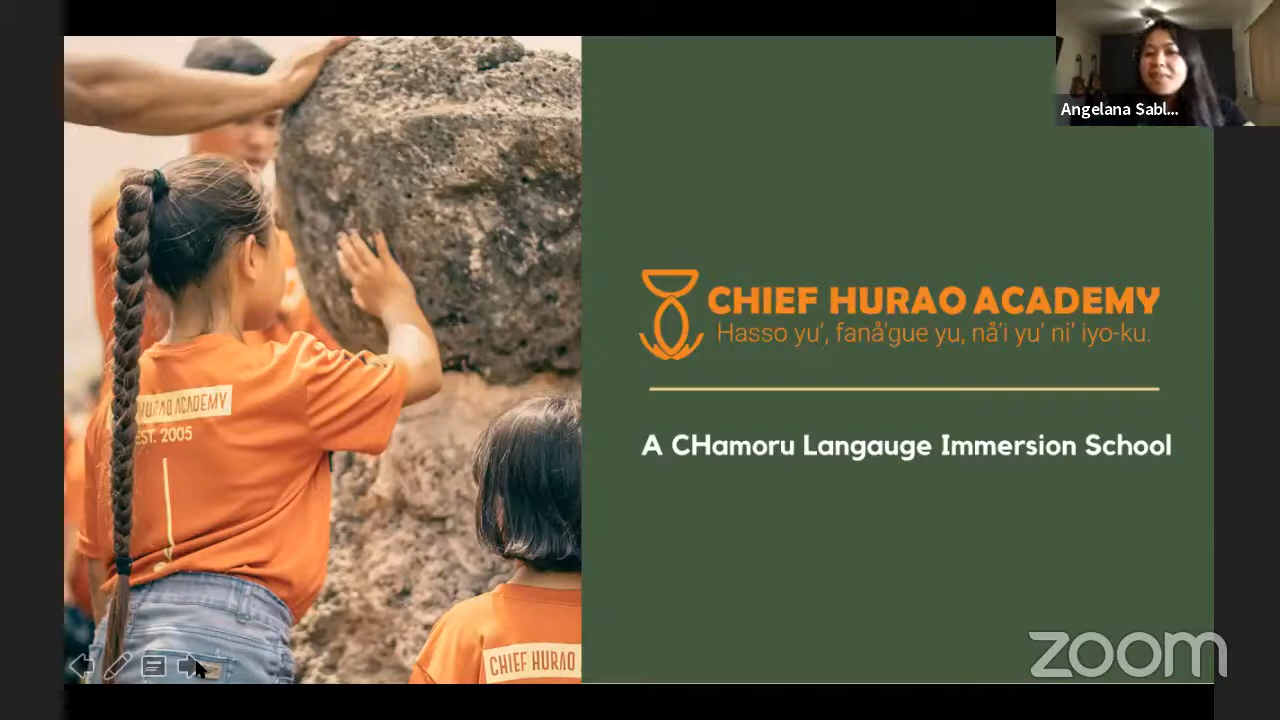 Angelana Sabl...
CHIEF HURAO ACADEMY
Hasso yu', fanå'gue yu, nå'i yu' ni' iyo-ku.
A CHamoru Langauge Immersion School
HURAO ACADEMY
EST. 2005
CHIEF HURAO
zoom